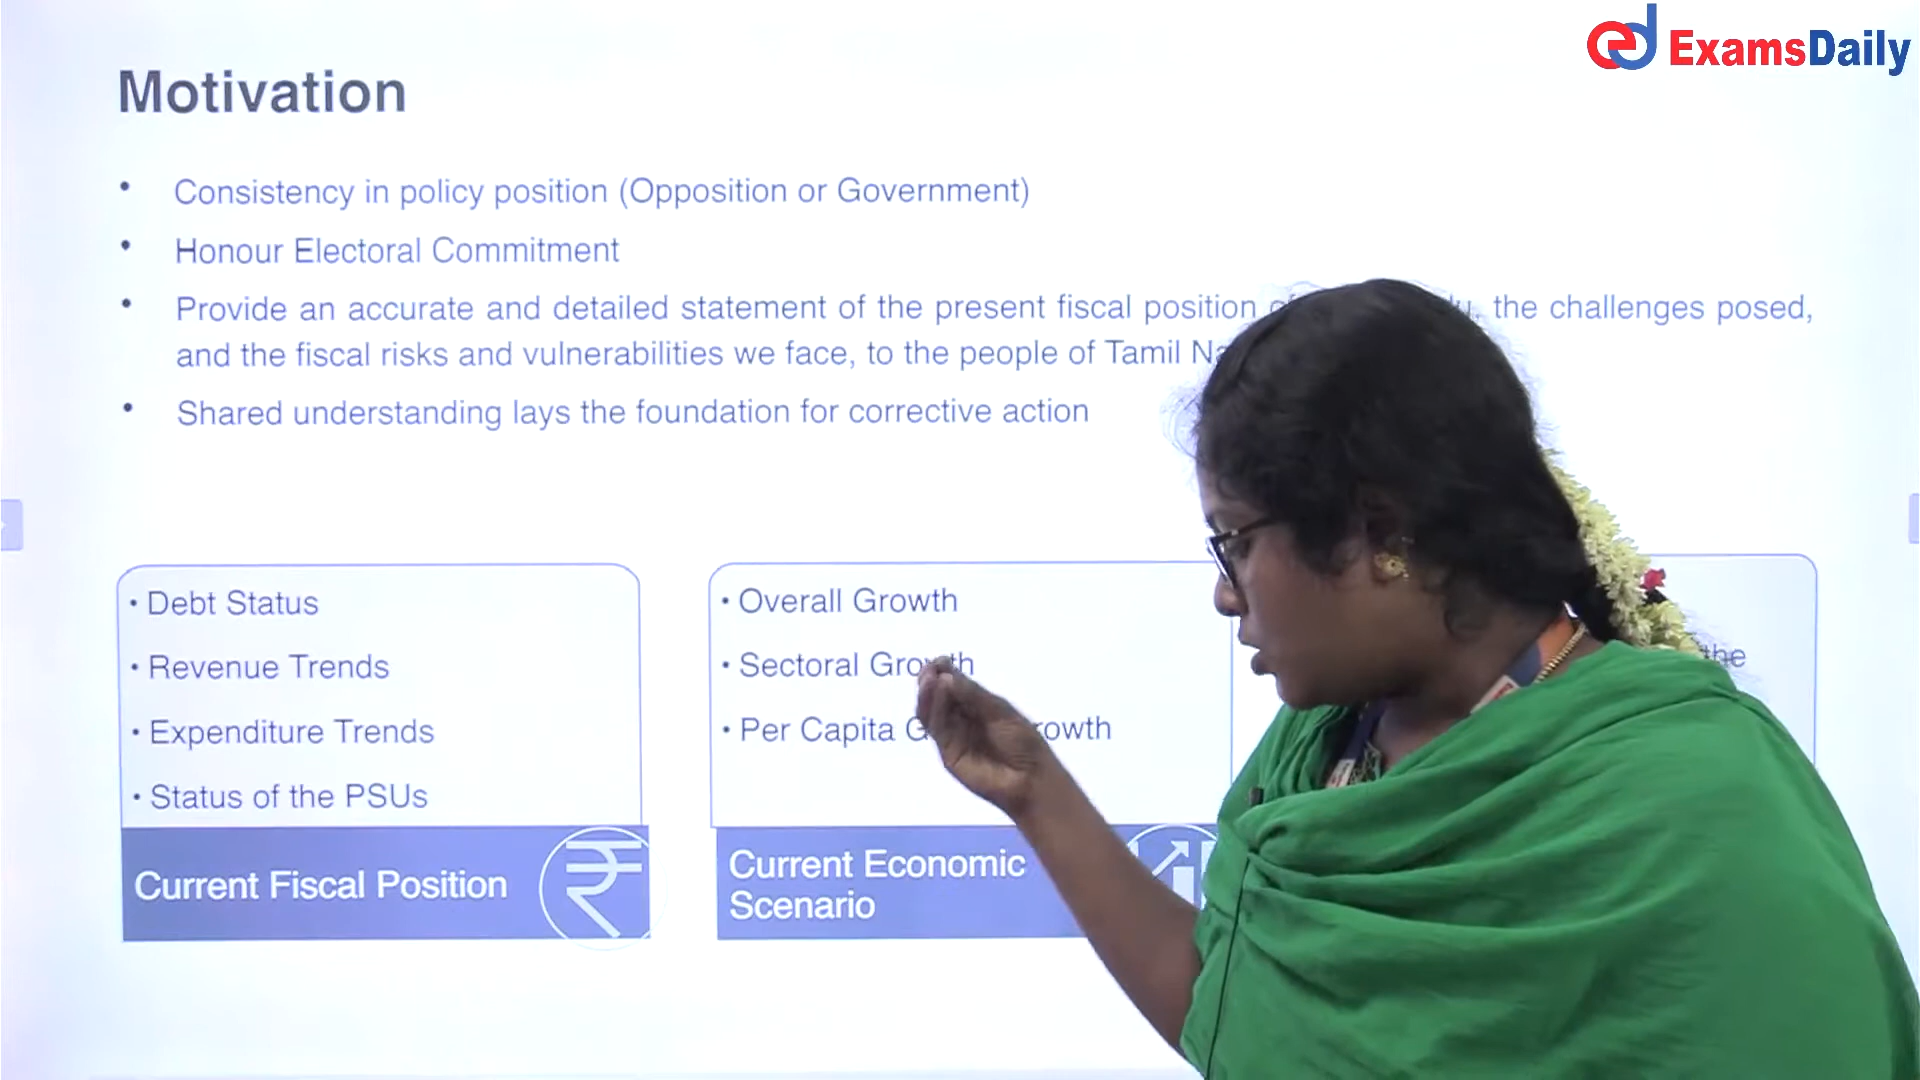 ExamsDaily
Motivation
• Consistency in policy position (Opposition or Government)
• Honour Electoral Commitment
• Provide an accurate and detailed statement of the present fiscal position the challenges posed,
and the fiscal risks and vulnerabilities we face, to the people of Tamil
• Shared understanding lays the foundation for corrective action
• Debt Status
• Revenue Trends
• Expenditure Trends
• Status of the PSUs
Current Fiscal Position
• Overall Growth
• Sectoral Growth
• Per Capita
Current Economic
Scenario
the